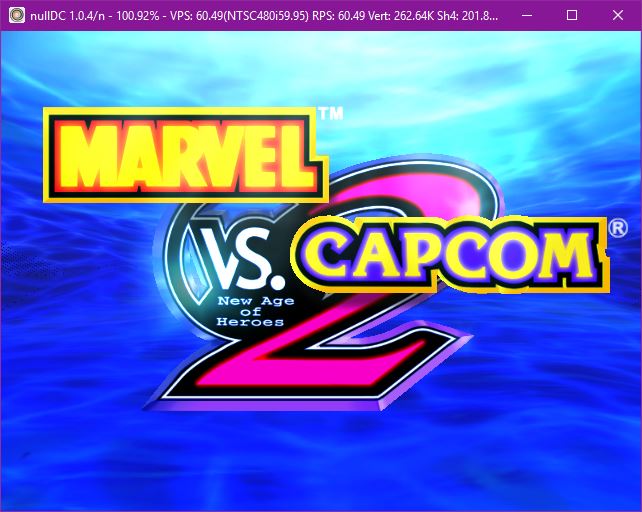 nullDC 1.0.4/n - 100.92% - VPS: 60.49(NTSC480i59.95) RPS: 60.49 Vert: 262.64K Sh4: 201.8...
MARVEL™
VS. 2
CAPCOM®
New Age
of
Heroes